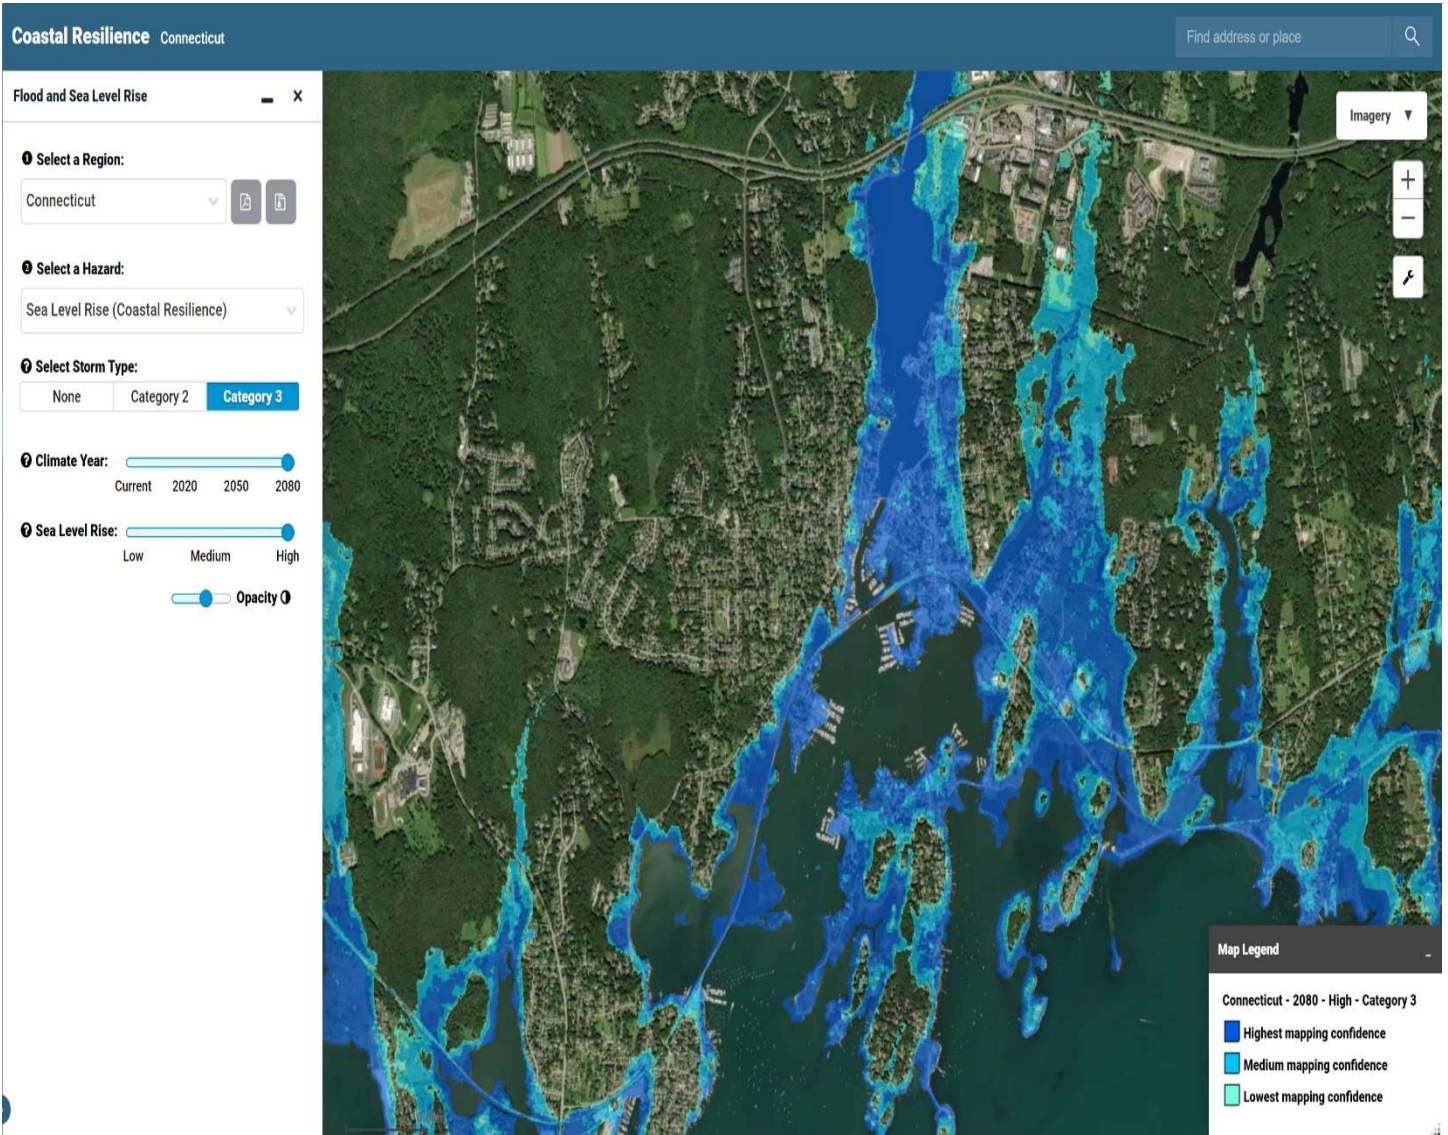 Coastal Resilience Connecticut
Find address or place
Flood and Sea Level Rise
1 Select a Region:
Connecticut
2 Select a Hazard:
Sea Level Rise (Coastal Resilience)
? Select Storm Type:
None Category 2 Category 3
? Climate Year:
Current 2020 2050 2080
? Sea Level Rise:
Low Medium High
Opacity
Imagery ▼
+
−
Map Legend
Connecticut - 2080 - High - Category 3
Highest mapping confidence
Medium mapping confidence
Lowest mapping confidence